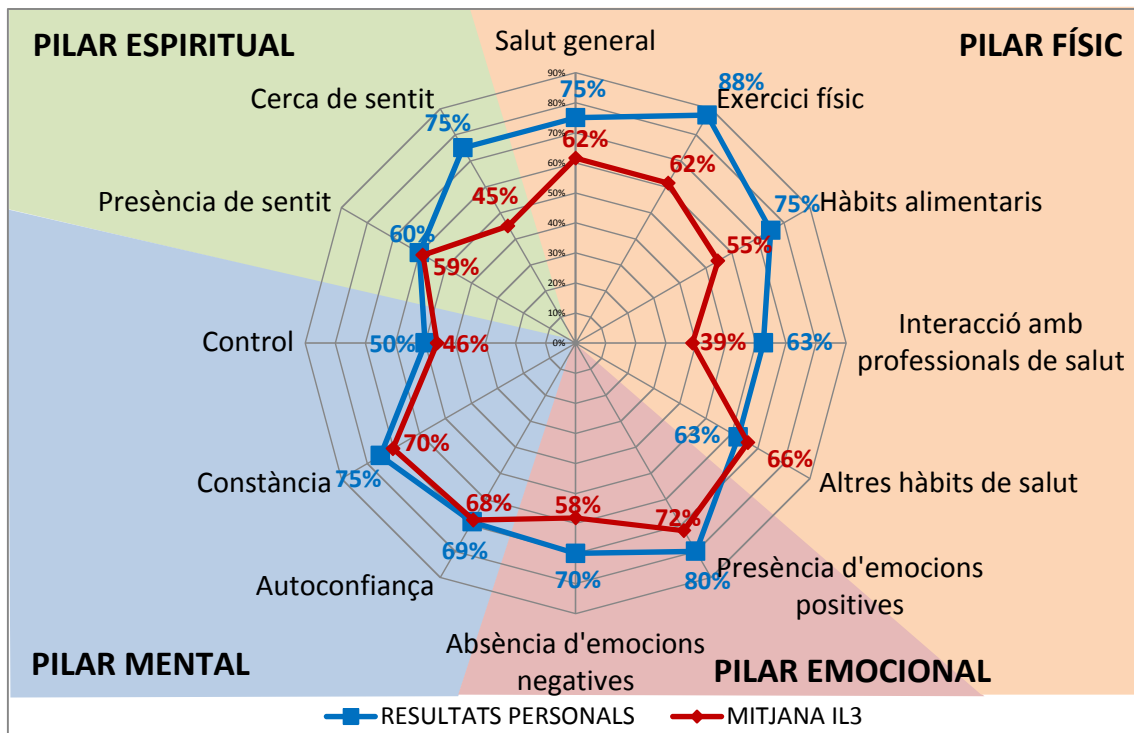 PILAR ESPIRITUAL
Salut general
PILAR FÍSIC
Cerca de sentit
90%
75%
88%
Exercici físic
80%
75%
70%
62%
62%
60%
Presència de sentit
45%
50%
75%
Hàbits alimentaris
60%
40%
55%
59%
30%
20%
10%
Control
50%
46%
0%
39%
63%
Interacció amb
professionals de salut
70%
63%
66%
Constància
75%
Altres hàbits de salut
68%
58%
72%
69%
Autoconfiança
70%
80%
Presència d'emocions
positives
Absència d'emocions
negatives
PILAR MENTAL
PILAR EMOCIONAL
RESULTATS PERSONALS
MITJANA IL3